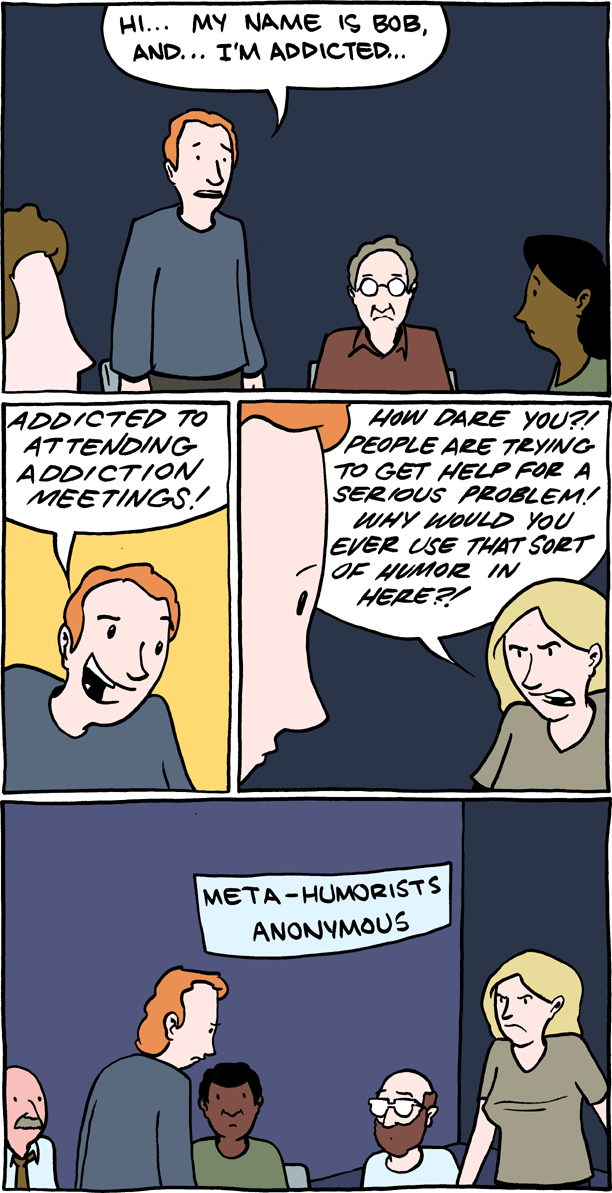 HI... MY NAME IS BOB,
AND... I'M ADDICTED...
ADDICTED TO
ATTENDING
ADDICTION
MEETINGS!
HOW DARE YOU?!
PEOPLE ARE TRYING
TO GET HELP FOR A
SERIOUS PROBLEM!
WHY WOULD YOU
EVER USE THAT SORT
OF HUMOR IN
HERE?!
META-HUMORISTS
ANONYMOUS